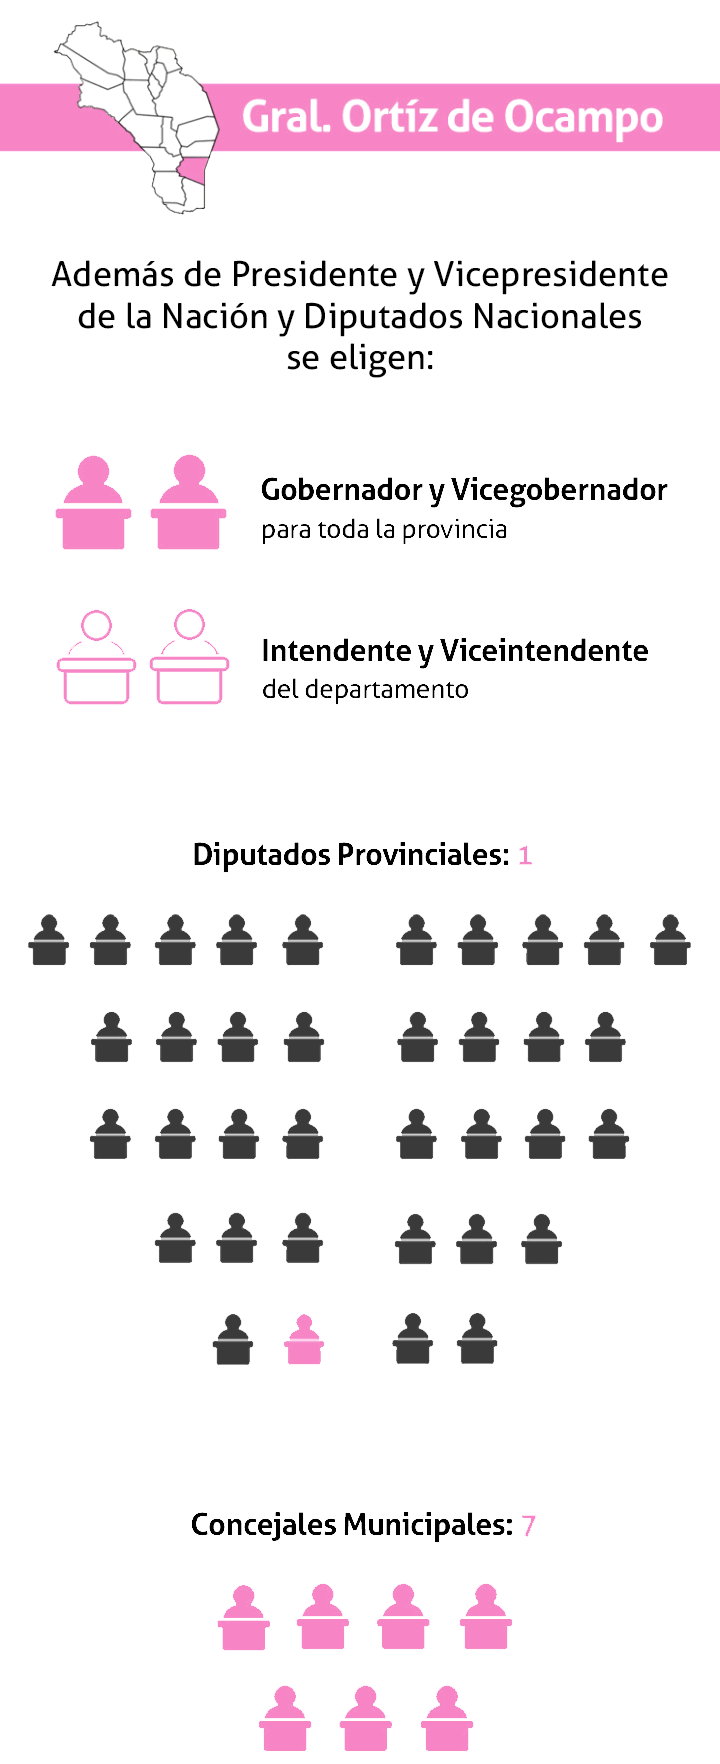 Gral. Ortíz de Ocampo
Además de Presidente y Vicepresidente
de la Nación y Diputados Nacionales
se eligen:
Gobernador y Vicegobernador
para toda la provincia
Intendente y Viceintendente
del departamento
Diputados Provinciales: 1
Concejales Municipales: 7